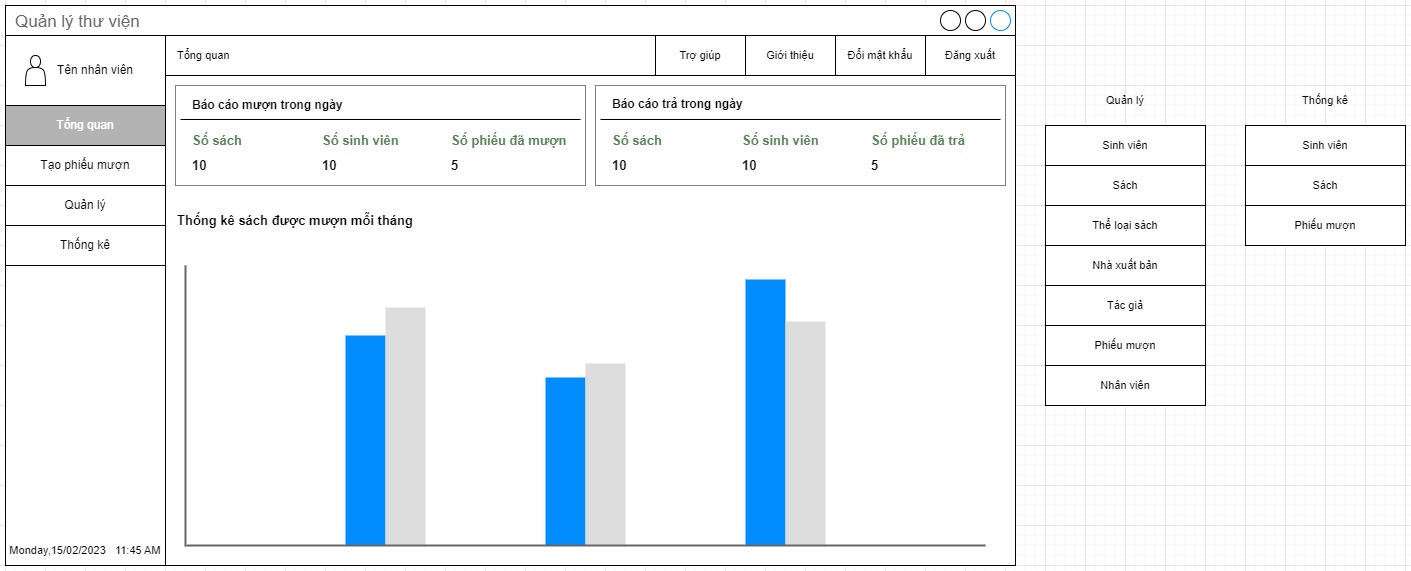 Quản lý thư viện
Tên nhân viên
Tổng quan
Trợ giúp
Giới thiệu
Đổi mật khẩu
Đăng xuất
Tổng quan
Tạo phiếu mượn
Quản lý
Thống kê
Báo cáo mượn trong ngày
Số sách
Số sinh viên
Số phiếu đã mượn
10
10
5
Báo cáo trả trong ngày
Số sách
Số sinh viên
Số phiếu đã trả
10
10
5
Thống kê sách được mượn mỗi tháng
Monday,15/02/2023 11:45 AM
Quản lý
Sinh viên
Sách
Thể loại sách
Nhà xuất bản
Tác giả
Phiếu mượn
Nhân viên
Thống kê
Sinh viên
Sách
Phiếu mượn